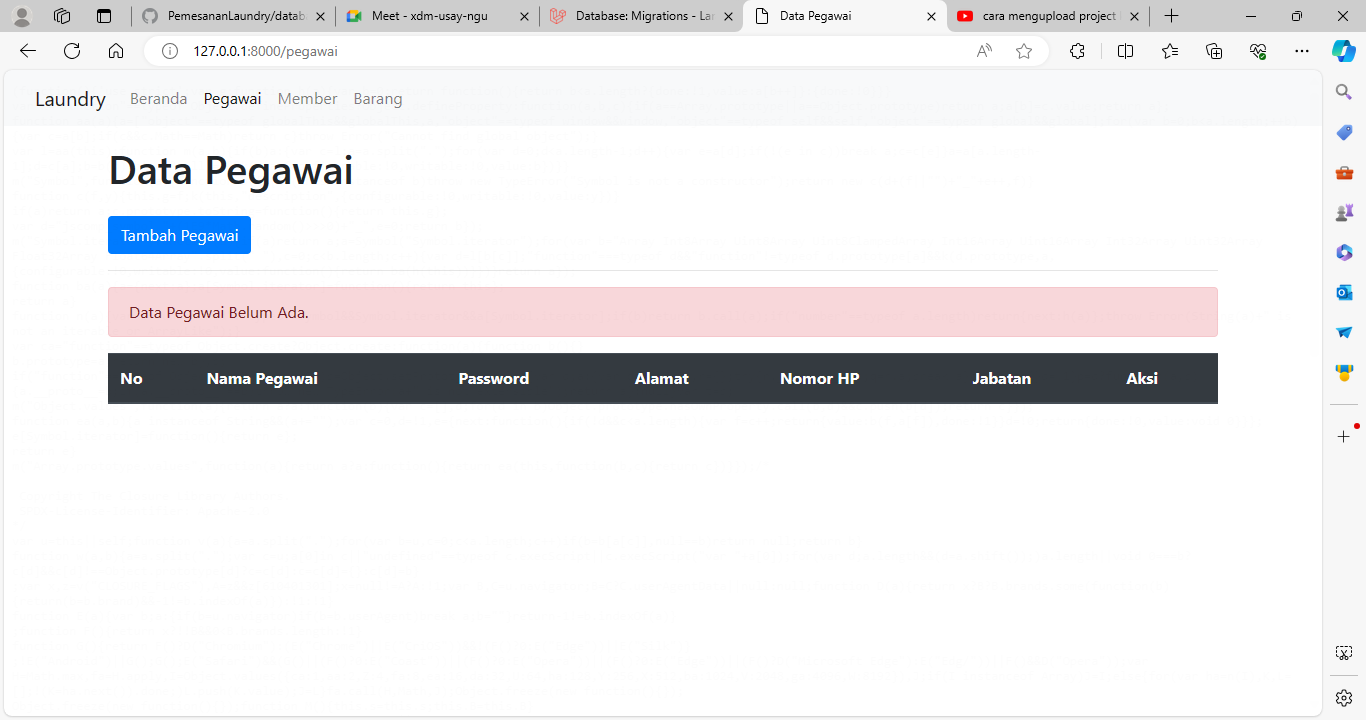 PemesananLaundry/datab
Meet - xdm-usay-ngu
Database: Migrations - Lar
Data Pegawai
cara mengupload project
127.0.0.1:8000/pegawai
Laundry Beranda Pegawai Member Barang
Data Pegawai
Tambah Pegawai
Data Pegawai Belum Ada.
No Nama Pegawai Password Alamat Nomor HP Jabatan Aksi